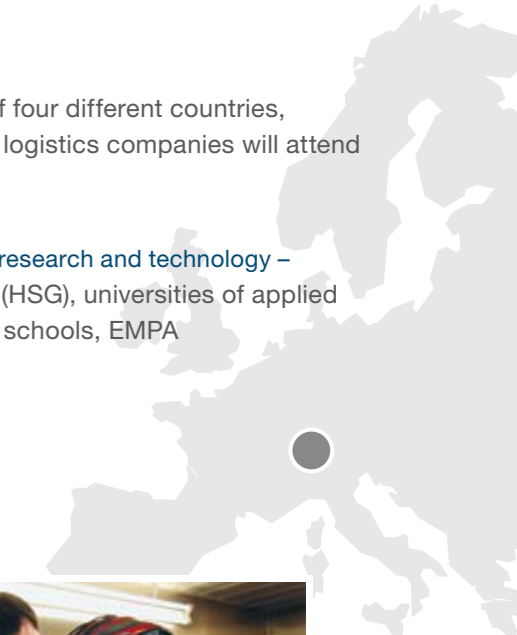 f four different countries,
logistics companies will attend
research and technology –
(HSG), universities of applied
schools, EMPA